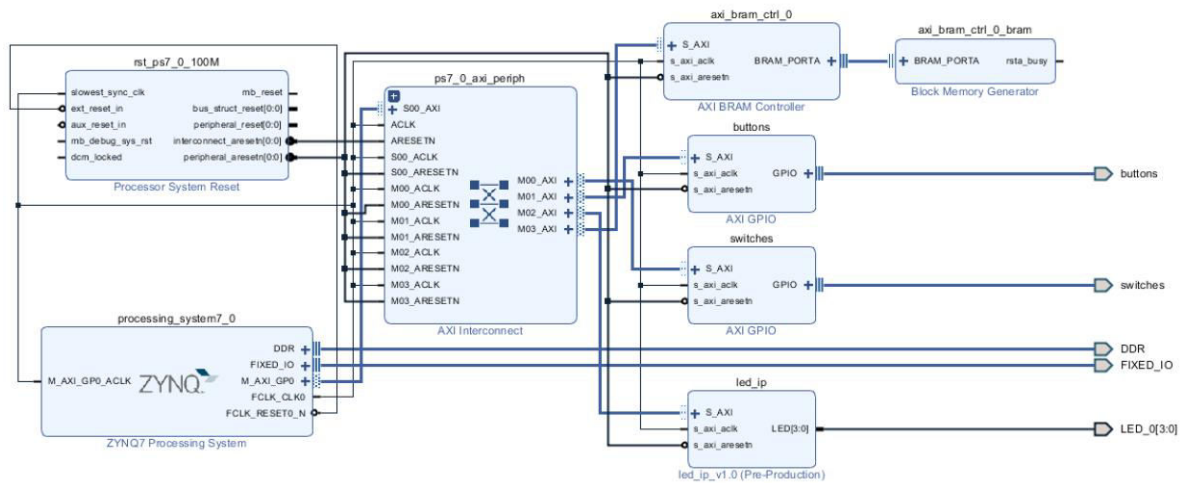 axi_bram_ctrl_0
S_AXI
s_axi_aclk
s_axi_aresetn
BRAM_PORTA
AXI BRAM Controller
axi_bram_ctrl_0_bram
BRAM_PORTA
rsta_busy
Block Memory Generator
rst_ps7_0_100M
slowest_sync_clk
ext_reset_in
aux_reset_in
mb_debug_sys_rst
dcm_locked
mb_reset
bus_struct_reset[0:0]
peripheral_reset[0:0]
interconnect_aresetn[0:0]
peripheral_aresetn[0:0]
Processor System Reset
ps7_0_axi_periph
S00_AXI
ACLK
ARESETN
S00_ACLK
S00_ARESETN
M00_ACLK
M00_ARESETN
M01_ACLK
M01_ARESETN
M02_ACLK
M02_ARESETN
M03_ACLK
M03_ARESETN
M00_AXI
M01_AXI
M02_AXI
M03_AXI
AXI Interconnect
buttons
S_AXI
s_axi_aclk
s_axi_aresetn
GPIO
AXI GPIO
buttons
switches
S_AXI
s_axi_aclk
s_axi_aresetn
GPIO
AXI GPIO
switches
processing_system7_0
M_AXI_GP0_ACLK
ZYNQ
DDR
FIXED_IO
M_AXI_GP0
FCLK_CLK0
FCLK_RESET0_N
ZYNQ7 Processing System
DDR
FIXED_IO
led_ip
S_AXI
s_axi_aclk
s_axi_aresetn
LED[3:0]
led_ip_v1.0 (Pre-Production)
LED_0[3:0]